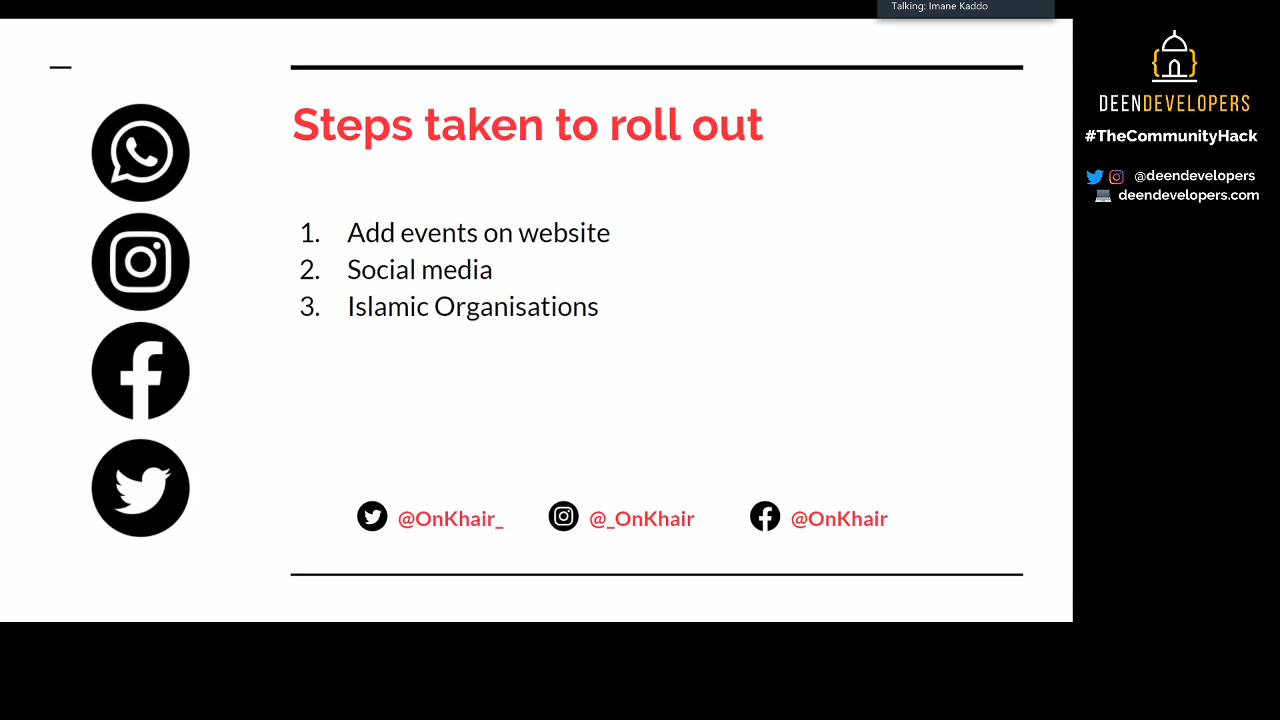 Talking: Imane Kaddo
Steps taken to roll out
1. Add events on website
2. Social media
3. Islamic Organisations
@OnKhair_ @_OnKhair @OnKhair
DEENDEVELOPERS
#TheCommunityHack
@deendevelopers
deendevelopers.com